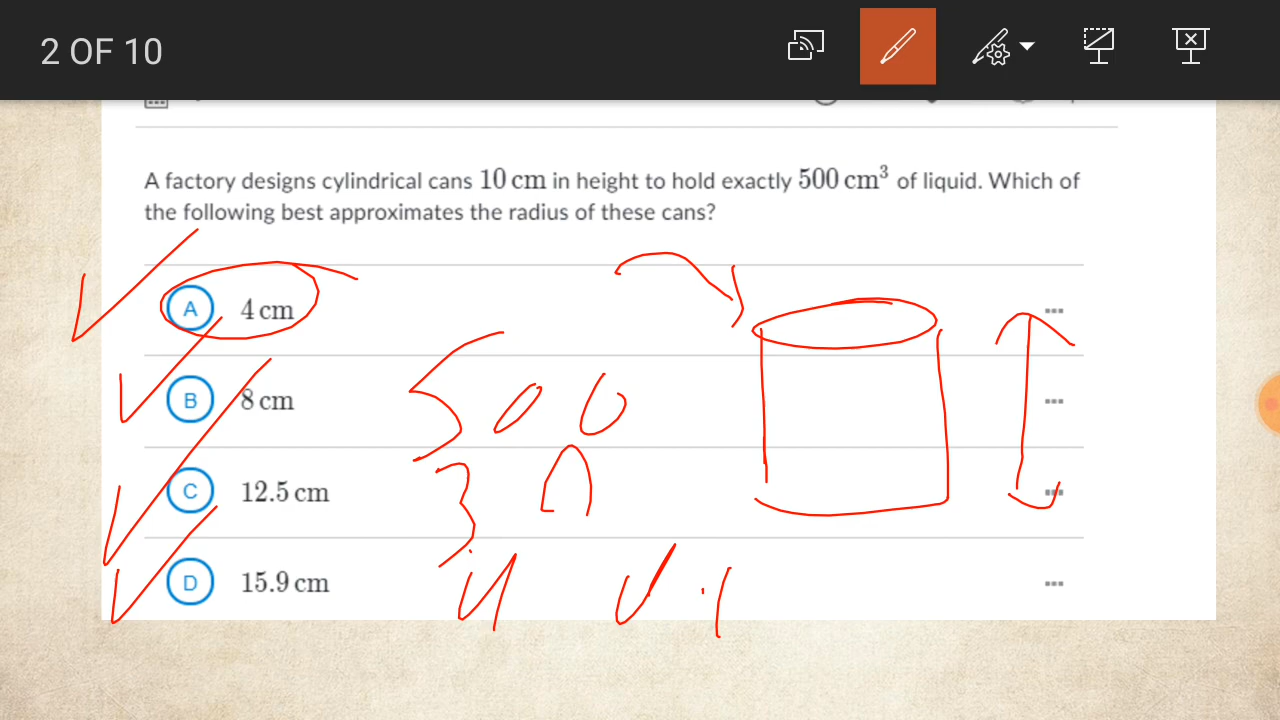 2 OF 10
A factory designs cylindrical cans 10 cm in height to hold exactly 500 cm³ of liquid. Which of
the following best approximates the radius of these cans?
A 4 cm
B 8 cm
C 12.5 cm
D 15.9 cm
500